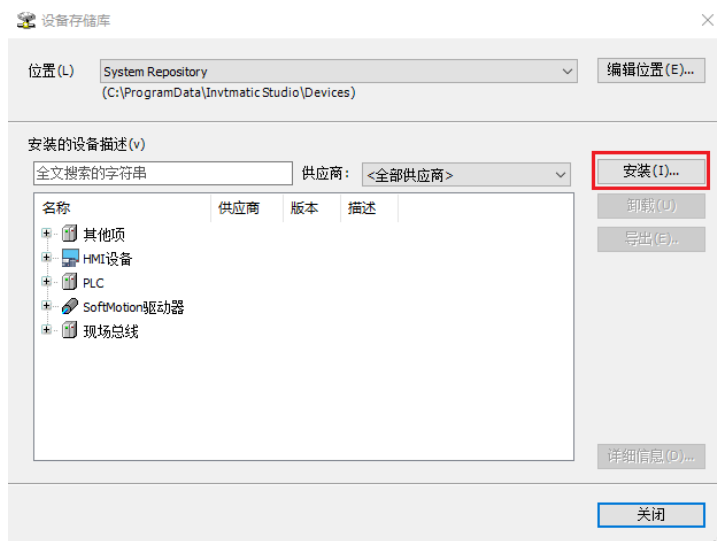 设备存储库
位置(L) System Repository 编辑位置(E)...
(C:\ProgramData\Invtmatic Studio\Devices)
安装的设备描述(v)
全文搜索的字符串 供应商: <全部供应商> 安装(I)...
名称 供应商 版本 描述 卸载(U)
其他项 导出(E)..
HMI设备
PLC
SoftMotion驱动器
现场总线
详细信息(D)...
关闭